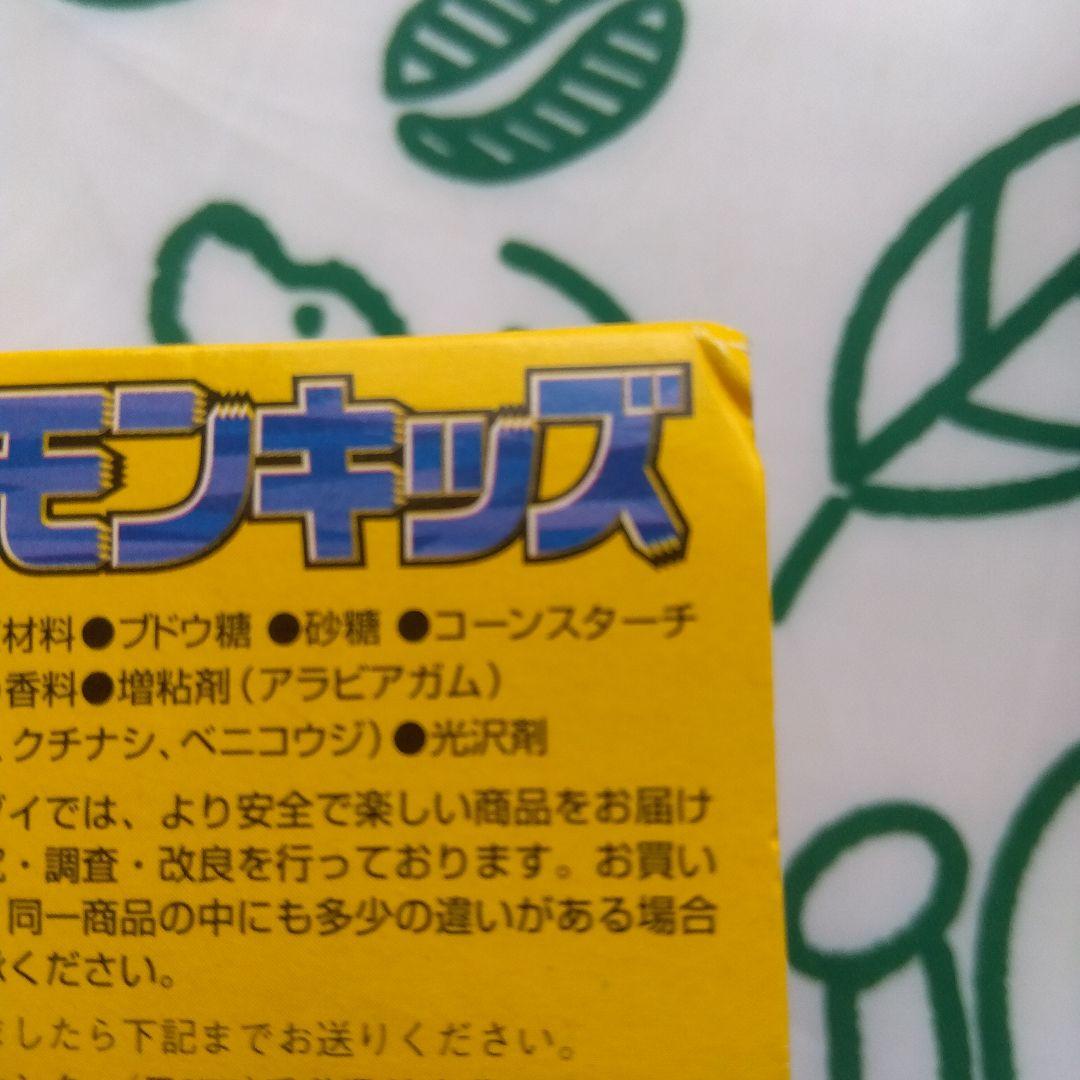 モンキッズ
材料●ブドウ糖 ●砂糖 ●コーンスターチ
香料●増粘剤(アラビアガム)
、クチナシ、ベニコウジ)●光沢剤
ダイでは、より安全で楽しい商品をお届け
・調査・改良を行っております。お買い
同一商品の中にも多少の違いがある場合
ください。
ましたら下記までお送りください。